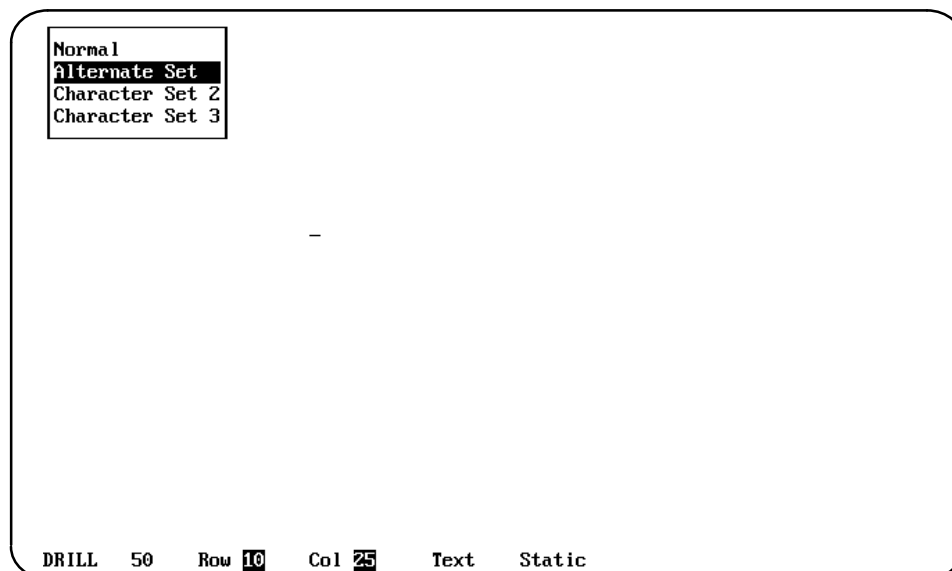 Normal
Alternate Set
Character Set 2
Character Set 3
DRILL 50 Row 10 Col 25 Text Static